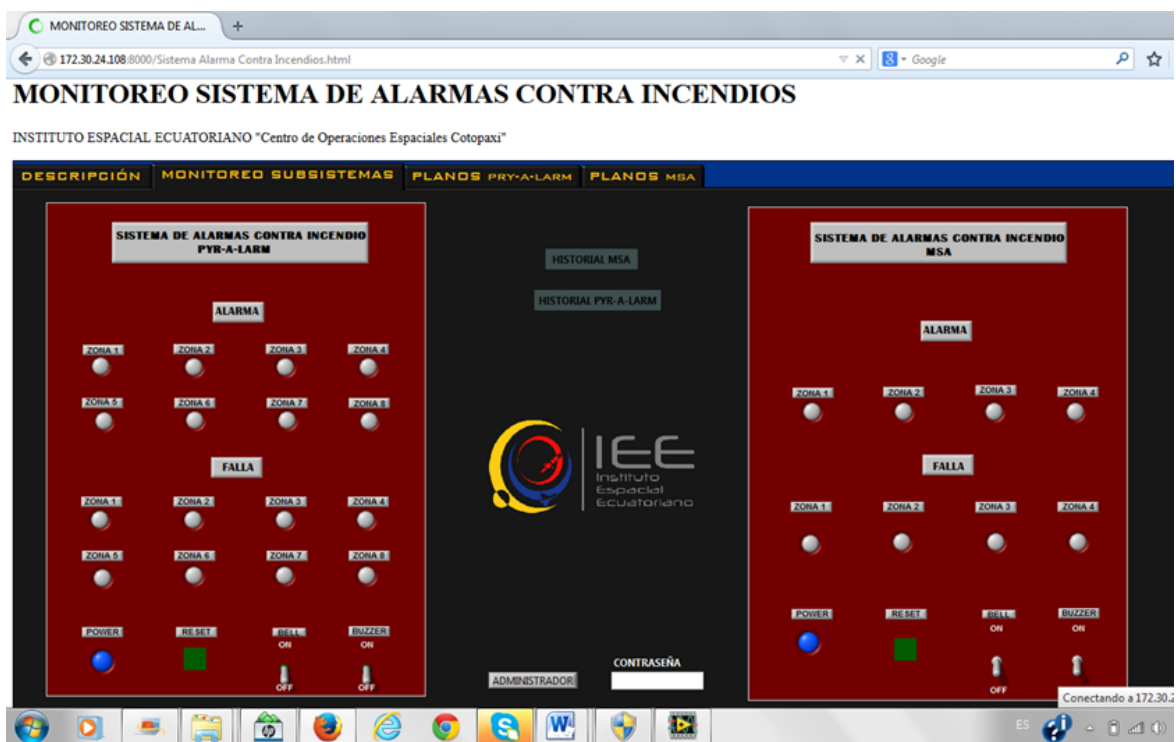 MONITOREO SISTEMA DE AL...
172.30.24.108:8000/Sistema Alarma Contra Incendios.html
Google
MONITOREO SISTEMA DE ALARMAS CONTRA INCENDIOS
INSTITUTO ESPACIAL ECUATORIANO "Centro de Operaciones Espaciales Cotopaxi"
DESCRIPCIÓN MONITOREO SUBSISTEMAS PLANOS PRY-A-LARM PLANOS MSA
SISTEMA DE ALARMAS CONTRA INCENDIO
PYR-A-LARM
ALARMA
ZONA 1 ZONA 2 ZONA 3 ZONA 4
ZONA 5 ZONA 6 ZONA 7 ZONA 8
FALLA
ZONA 1 ZONA 2 ZONA 3 ZONA 4
ZONA 5 ZONA 6 ZONA 7 ZONA 8
POWER RESET BELL BUZZER
ON ON
OFF OFF
HISTORIAL MSA
HISTORIAL PYR-A-LARM
IEE
Instituto
Espacial
Ecuatoriano
CONTRASEÑA
ADMINISTRADOR
SISTEMA DE ALARMAS CONTRA INCENDIO
MSA
ALARMA
ZONA 1 ZONA 2 ZONA 3 ZONA 4
FALLA
ZONA 1 ZONA 2 ZONA 3 ZONA 4
POWER RESET BELL BUZZER
ON ON
OFF
Conectando a 172.30.2
ES